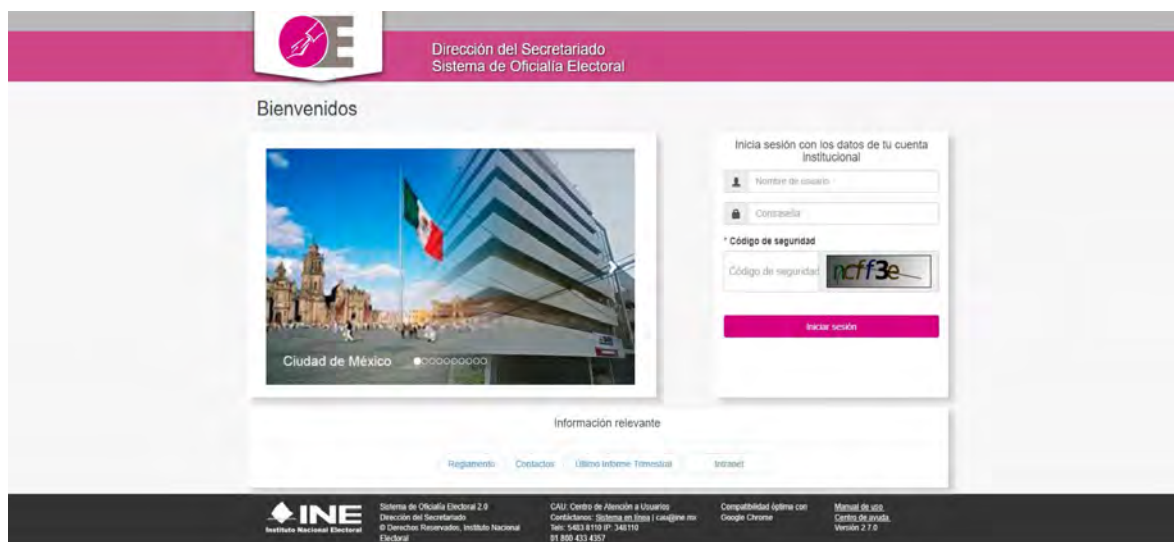 OE
Dirección del Secretariado
Sistema de Oficialía Electoral
Bienvenidos
Ciudad de México
Inicia sesión con los datos de tu cuenta
institucional
Nombre de usuario
Contraseña
* Código de seguridad
Código de seguridad
ncff3e
Iniciar sesión
Información relevante
Reglamento Contactos Último Informe Trimestral Intranet
INE
Instituto Nacional Electoral
Sistema de Oficialía Electoral 2.0
Dirección del Secretariado
© Derechos Reservados, Instituto Nacional
Electoral
CAU: Centro de Atención a Usuarios
Contáctanos: Sistema en línea | cau@ine.mx
Tels: 5483 8110 IP: 348110
01 800 433 4357
Compatibilidad óptima con
Google Chrome
Manual de uso
Centro de ayuda
Versión 2.7.0